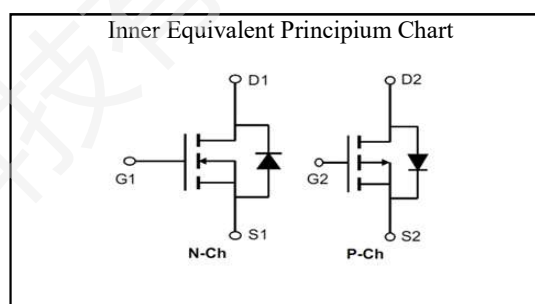 Inner Equivalent Principium Chart
D1 D2
G1 G2
S1 S2
N-Ch P-Ch